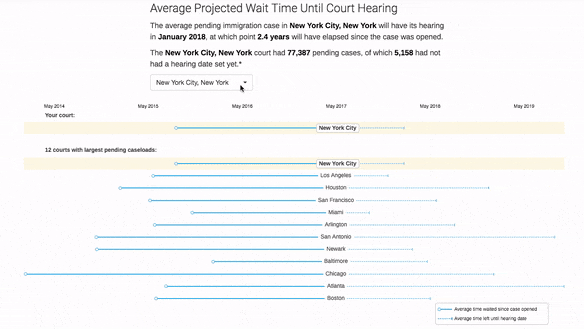 Average Projected Wait Time Until Court Hearing
The average pending immigration case in New York City, New York will have its hearing
in January 2018, at which point 2.4 years will have elapsed since the case was opened.
The New York City, New York court had 77,387 pending cases, of which 5,158 had not
had a hearing date set yet.*
New York City, New York
May 2014 May 2015 May 2016 May 2017 May 2018 May 2019
Your court:
New York City
12 courts with largest pending caseloads:
New York City
Los Angeles
Houston
San Francisco
Miami
Arlington
San Antonio
Newark
Baltimore
Chicago
Atlanta
Boston
Average time waited since case opened
Average time left until hearing date